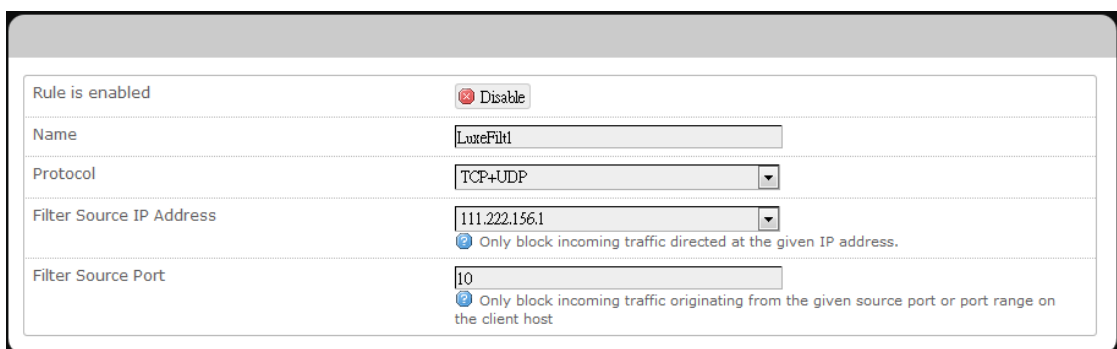 Rule is enabled
Disable
Name
LuxeFilt1
Protocol
TCP+UDP
Filter Source IP Address
111.222.156.1
Only block incoming traffic directed at the given IP address.
Filter Source Port
10
Only block incoming traffic originating from the given source port or port range on
the client host